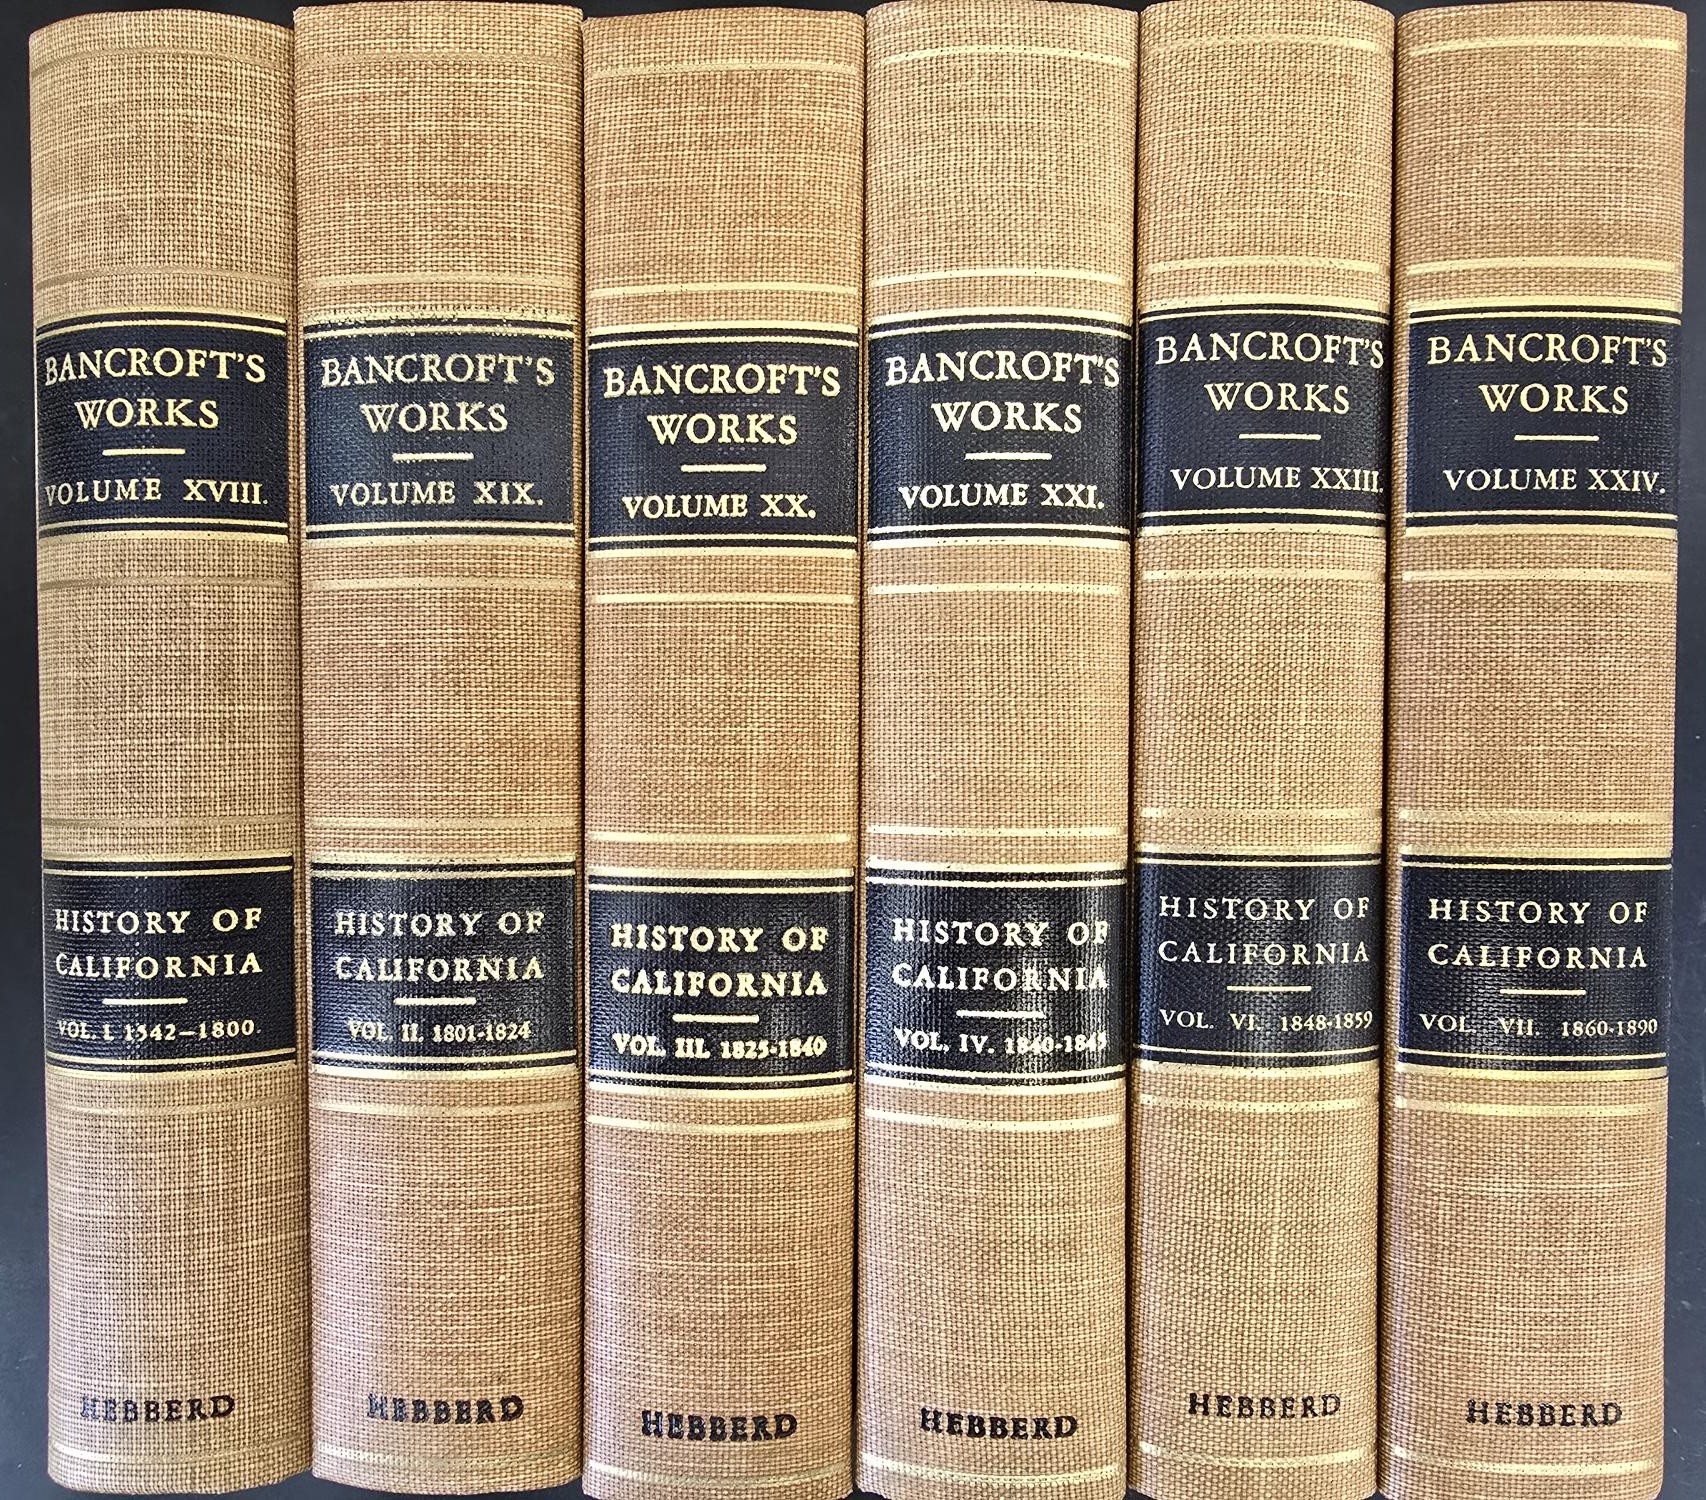 BANCROFT'S
WORKS
VOLUME XVIII.
HISTORY OF
CALIFORNIA
VOL. I. 1542–1800
HEBBERD
BANCROFT'S
WORKS
VOLUME XIX.
HISTORY OF
CALIFORNIA
VOL. II. 1801-1824
HEBBERD
BANCROFT'S
WORKS
VOLUME XX.
HISTORY OF
CALIFORNIA
VOL. III. 1825-1840
HEBBERD
BANCROFT'S
WORKS
VOLUME XXI.
HISTORY OF
CALIFORNIA
VOL. IV. 1840-1845
HEBBERD
BANCROFT'S
WORKS
VOLUME XXIII.
HISTORY OF
CALIFORNIA
VOL. VI. 1848-1859
HEBBERD
BANCROFT'S
WORKS
VOLUME XXIV.
HISTORY OF
CALIFORNIA
VOL. VII. 1860-1890
HEBBERD